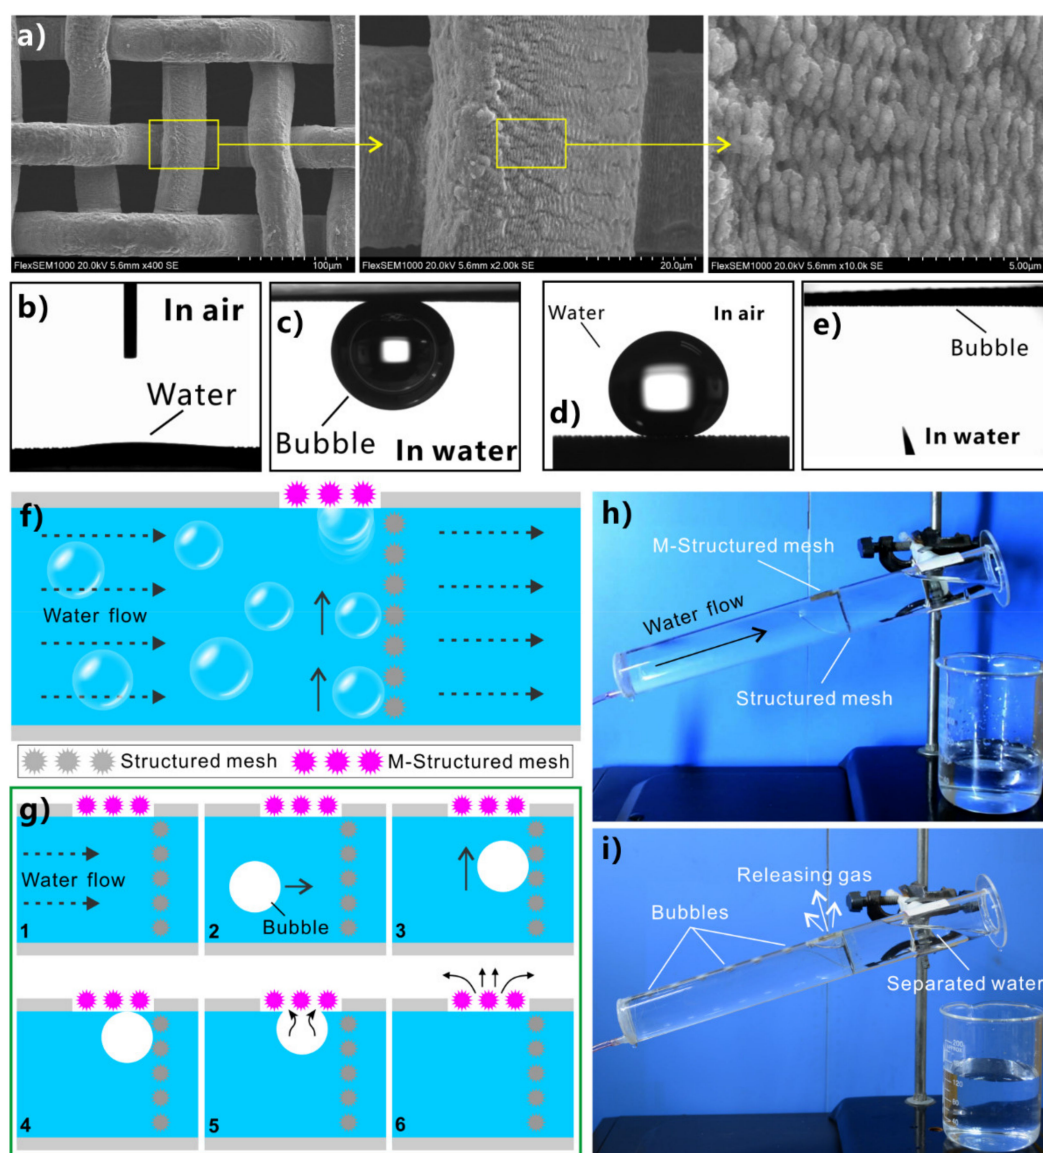 a)
FlexSEM1000 20.0kV 5.6mm x400 SE
100µm
FlexSEM1000 20.0kV 5.6mm x2.00k SE
20.0µm
FlexSEM1000 20.0kV 5.6mm x10.0k SE
5.00µm
b)
In air
Water
c)
Bubble
In water
d)
Water
In air
e)
Bubble
In water
f)
Water flow
Structured mesh
M-Structured mesh
g)
Water flow
1
Bubble
2
3
4
5
6
h)
M-Structured mesh
Water flow
Structured mesh
i)
Releasing gas
Bubbles
Separated water